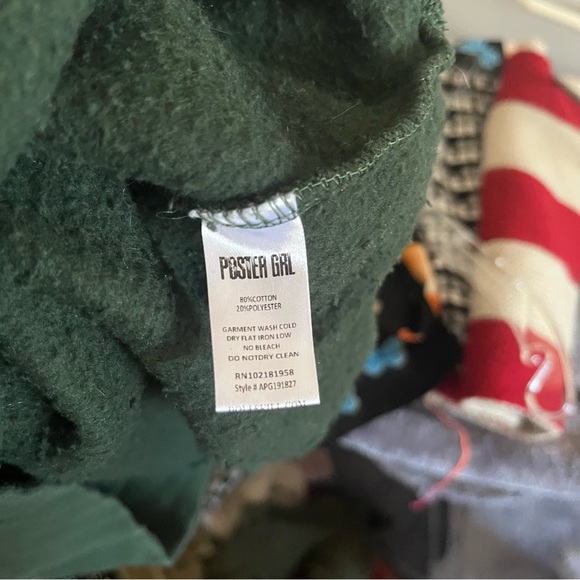 POSTER GRL
80%COTTON
20%POLYESTER
GARMENT WASH COLD
DRY FLAT IRON LOW
NO BLEACH
DO NOTDRY CLEAN
RN102181958
Style # APG191827